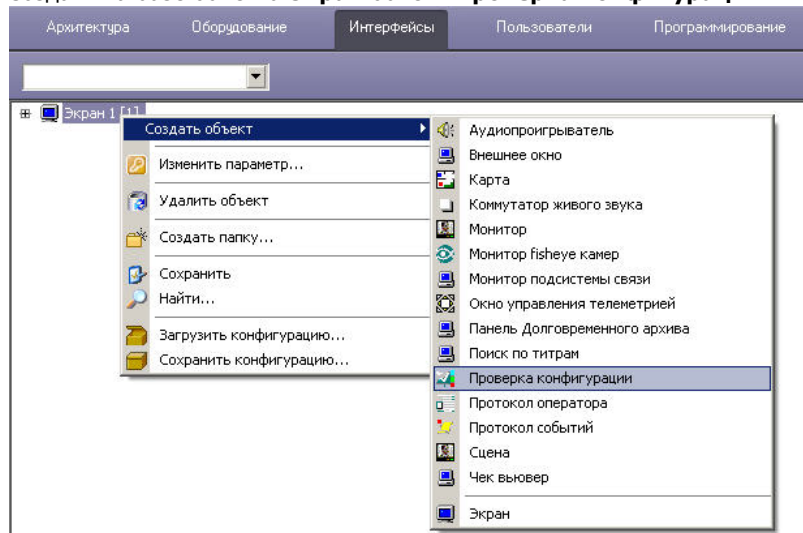 Архитектура Оборудование Интерфейсы Пользователи Программирование
Экран 1 [1]
Создать объект
Изменить параметр...
Удалить объект
Создать папку...
Сохранить
Найти...
Загрузить конфигурацию...
Сохранить конфигурацию...
Аудиопроигрыватель
Внешнее окно
Карта
Коммутатор живого звука
Монитор
Монитор fisheye камер
Монитор подсистемы связи
Окно управления телеметрией
Панель Долговременного архива
Поиск по титрам
Проверка конфигурации
Протокол оператора
Протокол событий
Сцена
Чек вьювер
Экран